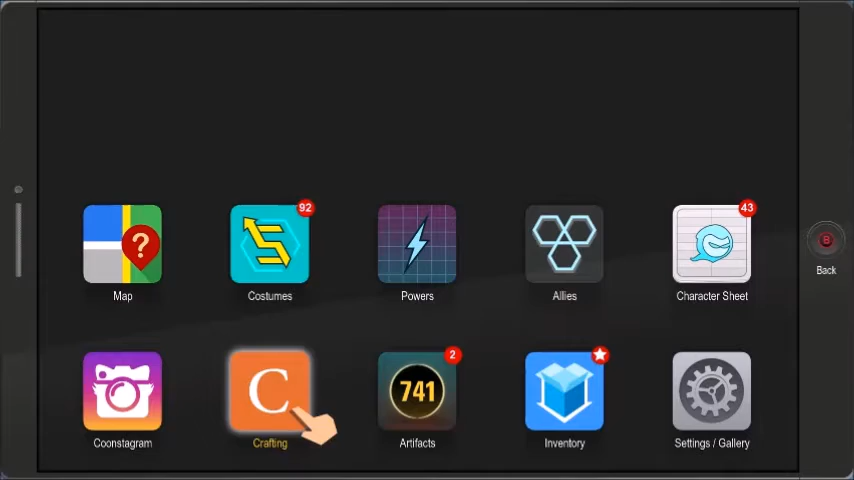 92
43
?
Map
Costumes
Powers
Allies
Character Sheet
B
Back
2
C
741
Coonstagram
Crafting
Artifacts
Inventory
Settings / Gallery